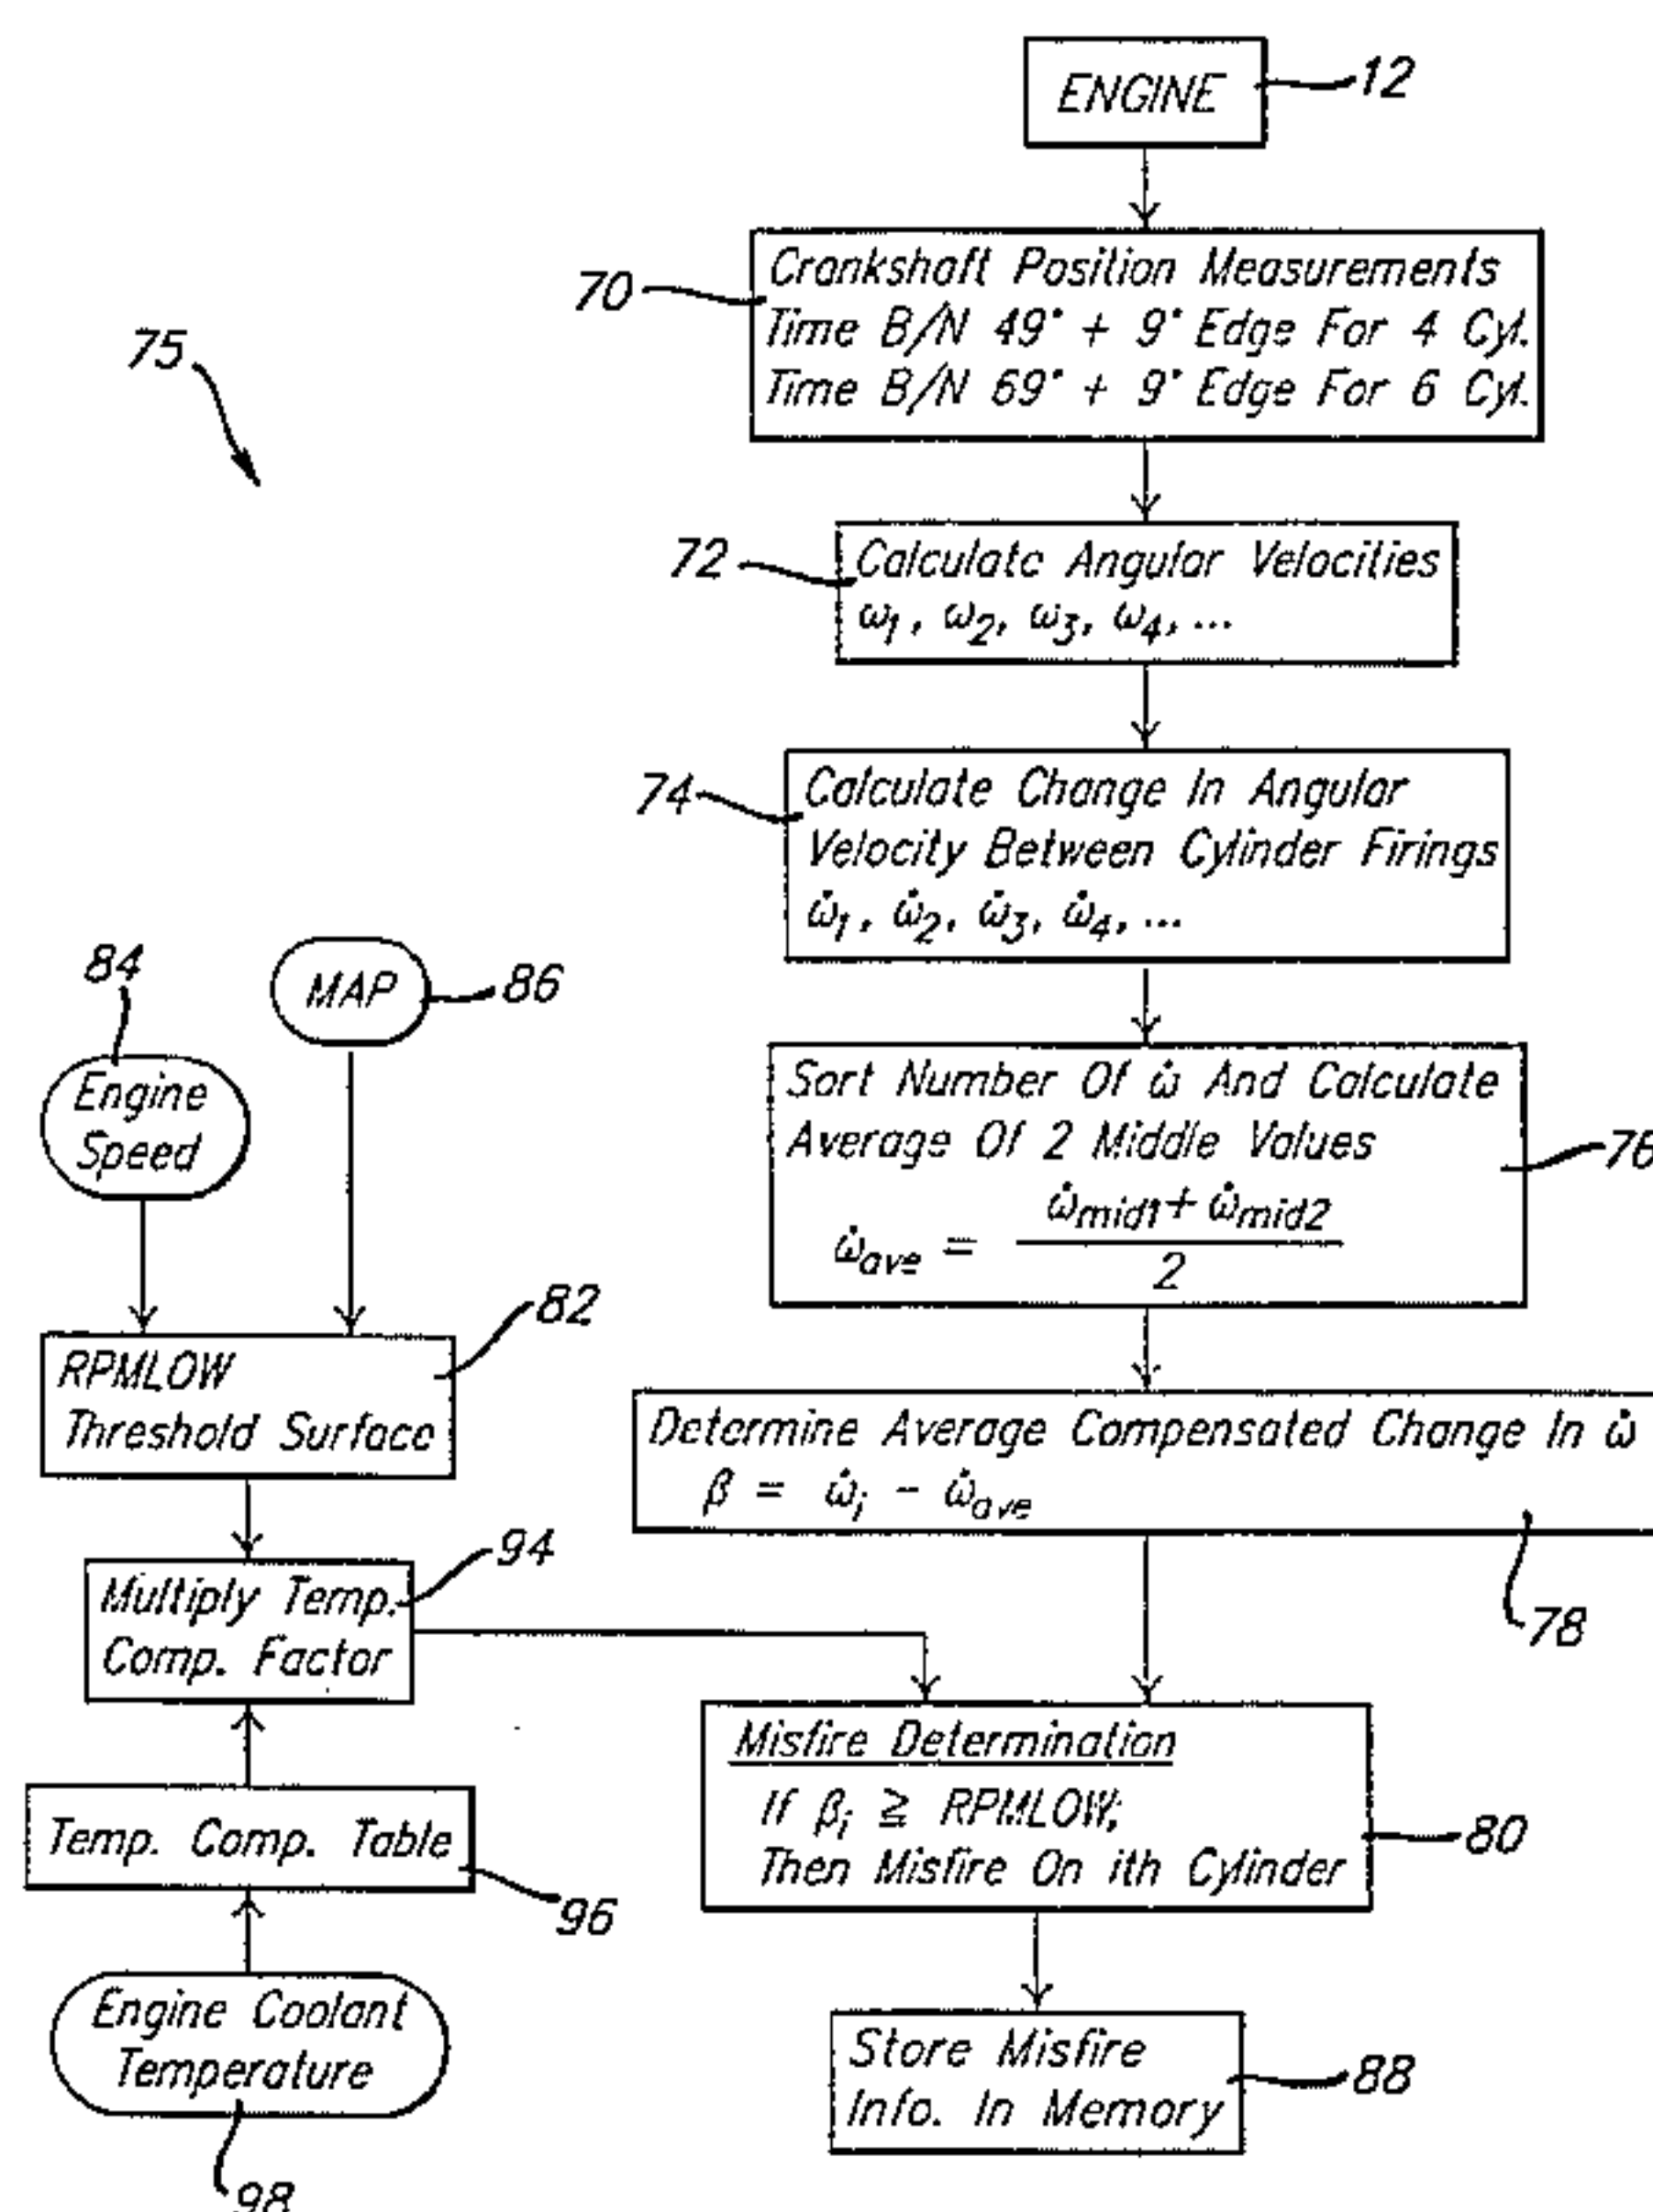 ENGINE
12
70
Crankshaft Position Measurements
Time B/N 49° + 9° Edge For 4 Cyl.
Time B/N 69° + 9° Edge For 6 Cyl.
75
72
Calculate Angular Velocities
ω1, ω2, ω3, ω4, ...
74
Calculate Change In Angular
Velocity Between Cylinder Firings
ω̇1, ω̇2, ω̇3, ω̇4, ...
84
MAP
86
Engine
Speed
Sort Number Of ω̇ And Calculate
Average Of 2 Middle Values
ω̇ave = (ω̇mid1 + ω̇mid2) / 2
76
82
RPMLOW
Threshold Surface
Determine Average Compensated Change In ω̇
β = ω̇i - ω̇ave
78
94
Multiply Temp.
Comp. Factor
Misfire Determination
If βi ≧ RPMLOW;
Then Misfire On ith Cylinder
80
Temp. Comp. Table
96
Engine Coolant
Temperature
98
Store Misfire
Info. In Memory
88